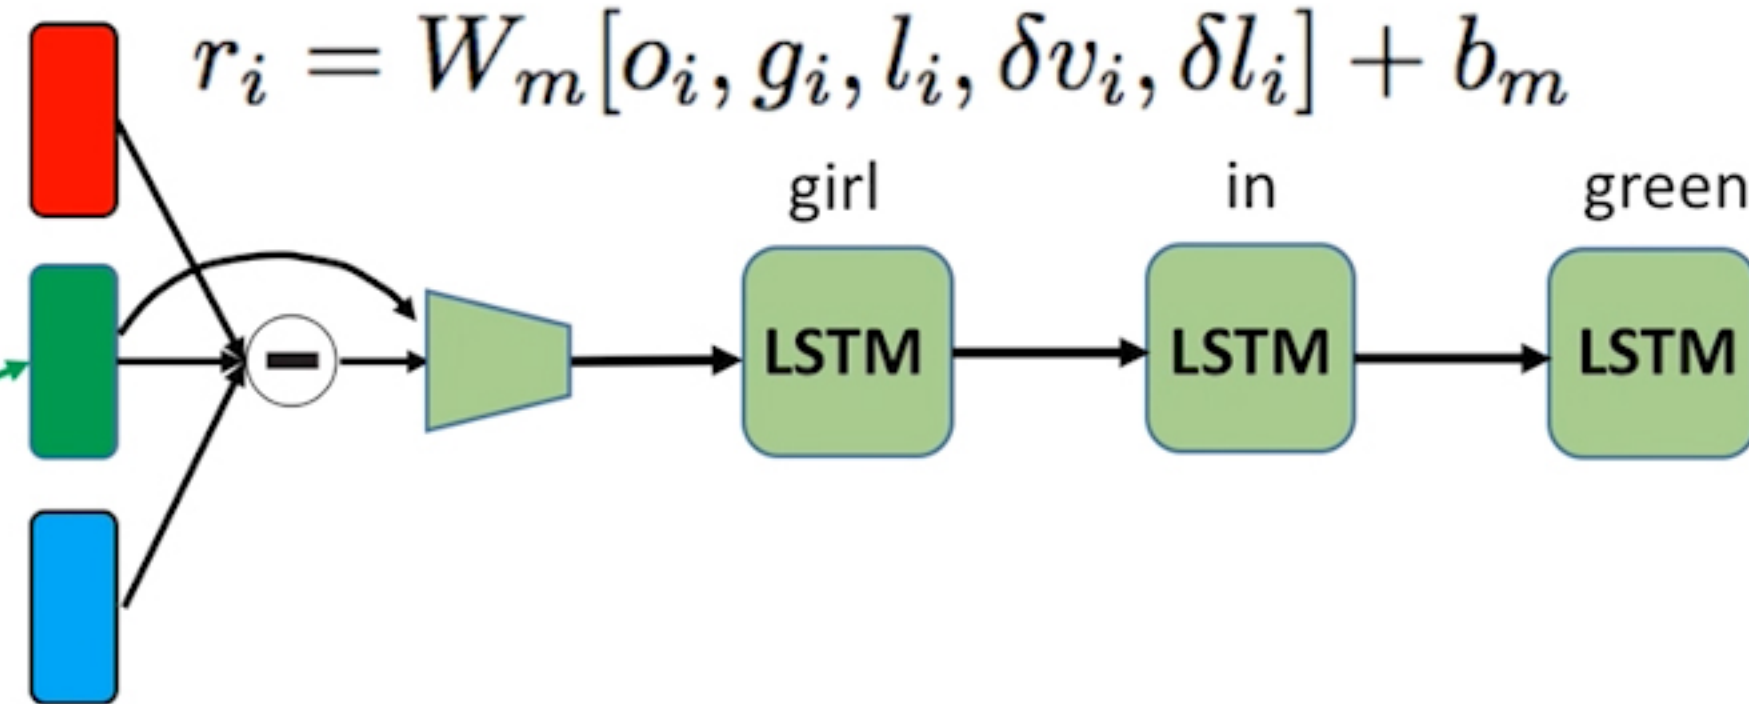 r_i = W_m[o_i, g_i, l_i, δv_i, δl_i] + b_m
girl in green
LSTM LSTM LSTM